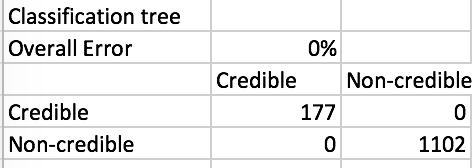 Classification tree
Overall Error 0%
Credible Non-credible
Credible 177 0
Non-credible 0 1102